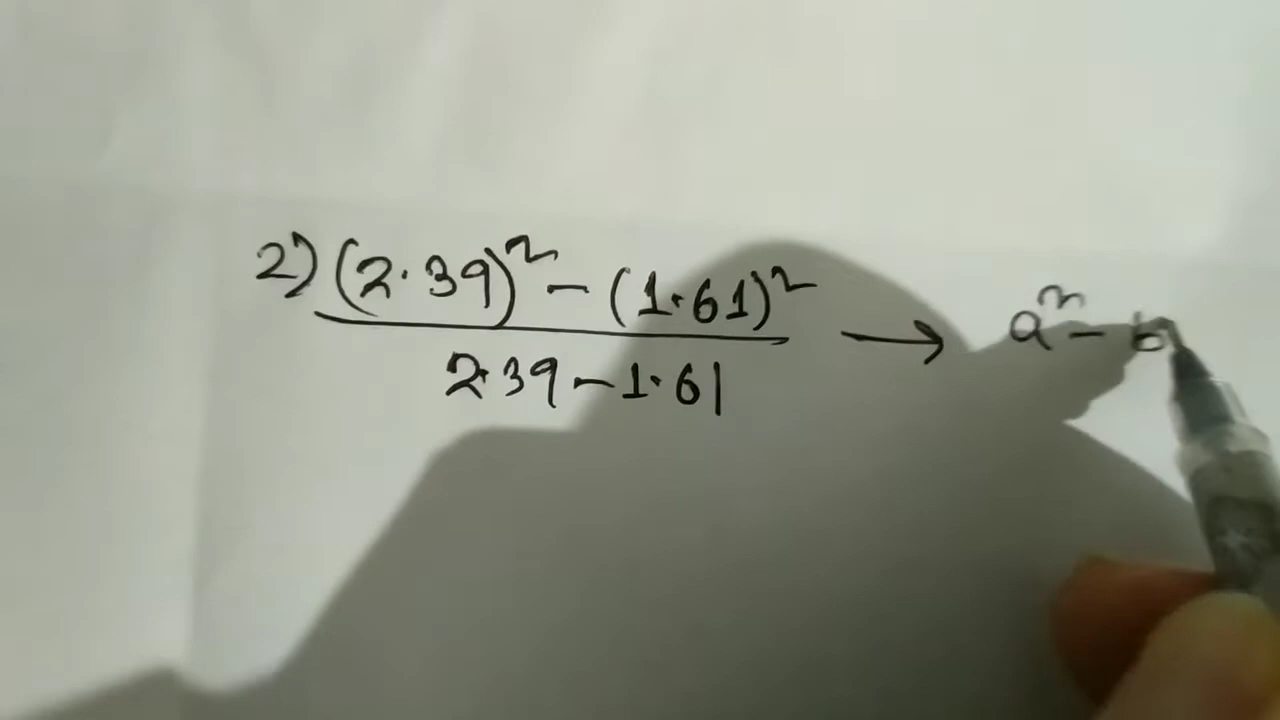 2) (2.39)² - (1.61)² → a² - b
2.39 - 1.61